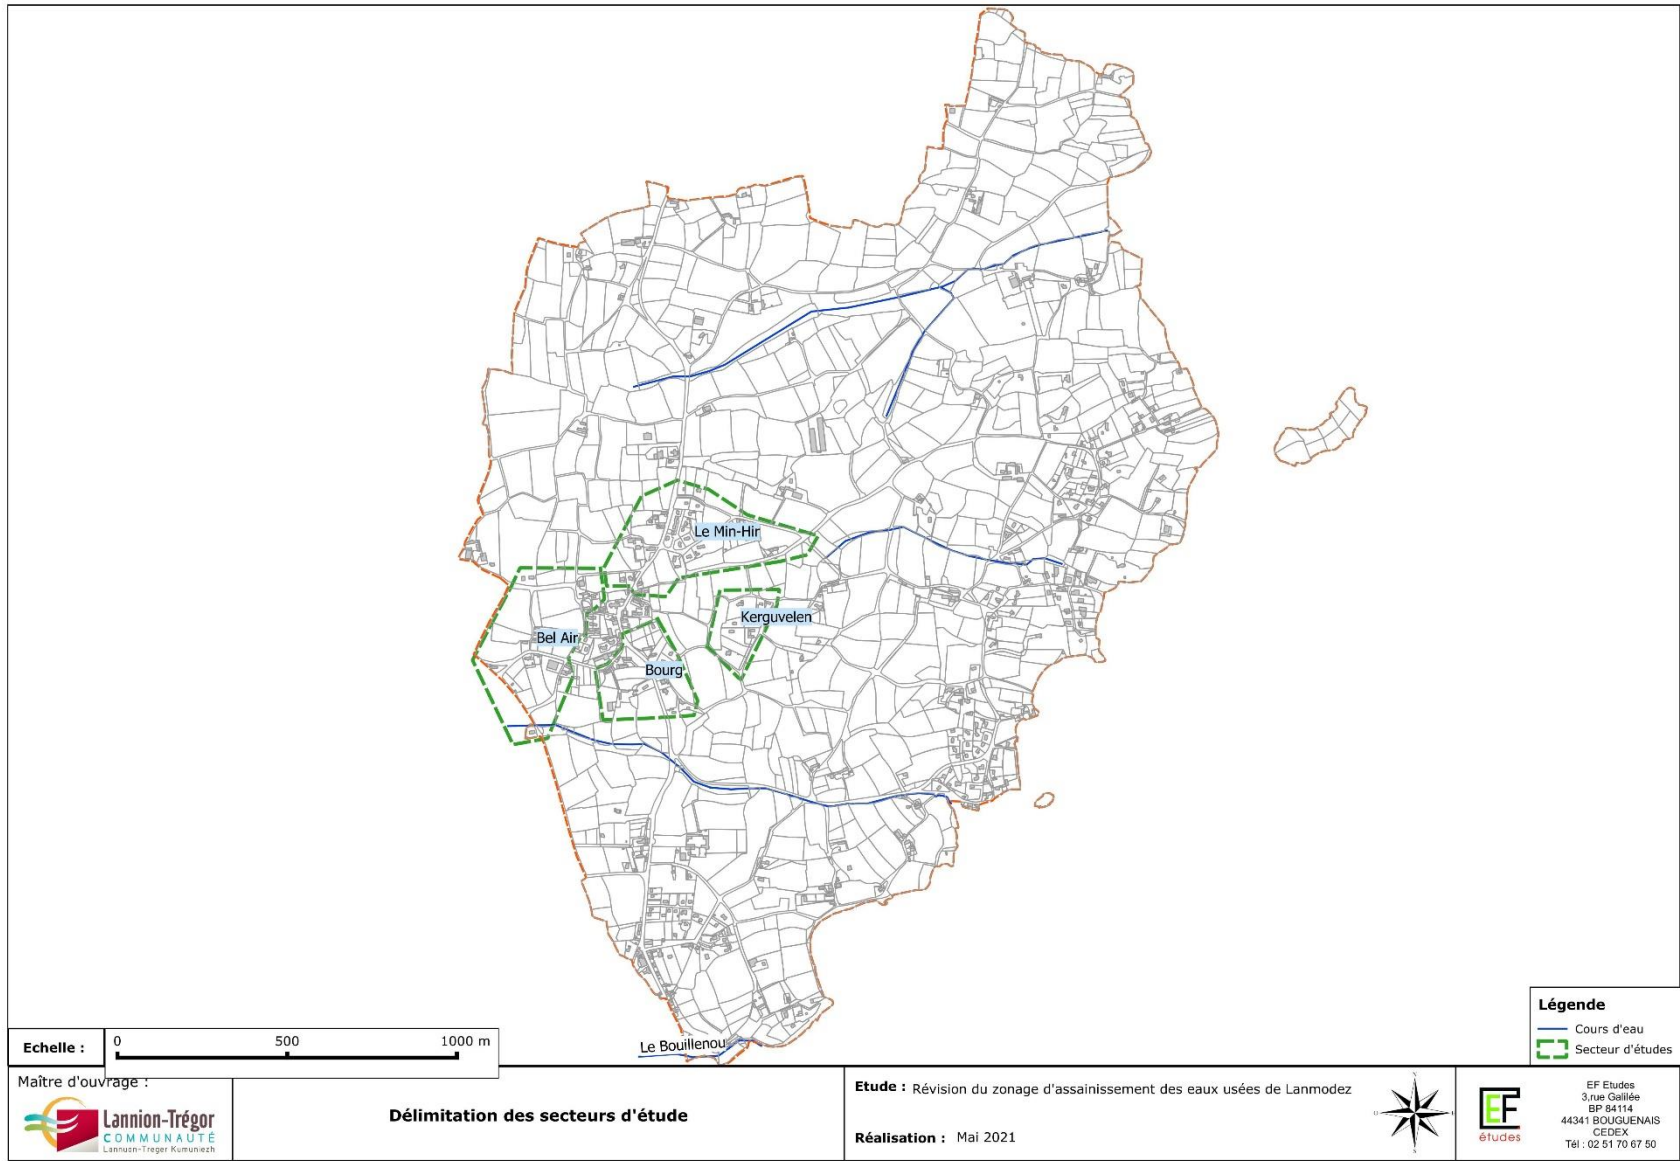 Le Min-Hir
Kerguvelen
Bel Air
Bourg
Le Bouillenou
Echelle :
0 500 1000 m
Légende
Cours d'eau
Secteur d'études
Maître d'ouvrage :
Lannion-Trégor
COMMUNAUTÉ
Lannuon-Treger Kumuniezh
Délimitation des secteurs d'étude
Etude : Révision du zonage d'assainissement des eaux usées de Lanmodez
Réalisation : Mai 2021
EF
études
EF Etudes
3,rue Galilée
BP 84114
44341 BOUGUENAIS
CEDEX
Tél : 02 51 70 67 50